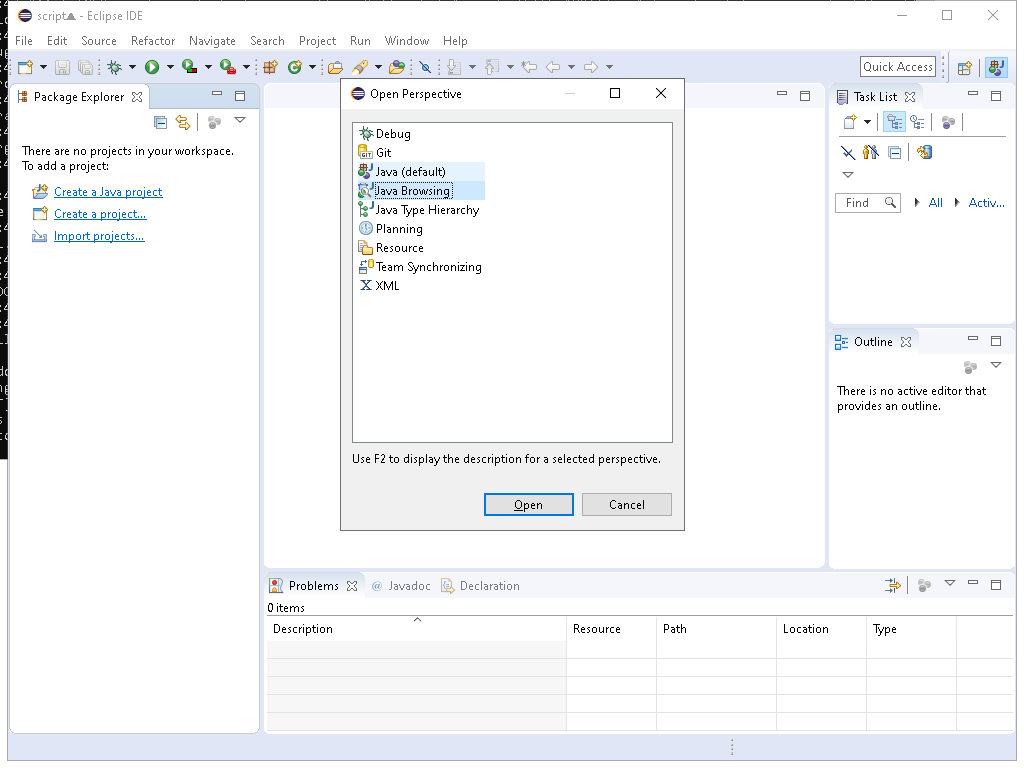 script▲ - Eclipse IDE
File Edit Source Refactor Navigate Search Project Run Window Help
Quick Access
Package Explorer
There are no projects in your workspace.
To add a project:
Create a Java project
Create a project...
Import projects...
Open Perspective
Debug
Git
Java (default)
Java Browsing
Java Type Hierarchy
Planning
Resource
Team Synchronizing
XML
Use F2 to display the description for a selected perspective.
Open Cancel
Task List
Find All Activ...
Outline
There is no active editor that
provides an outline.
Problems @ Javadoc Declaration
0 items
Description Resource Path Location Type